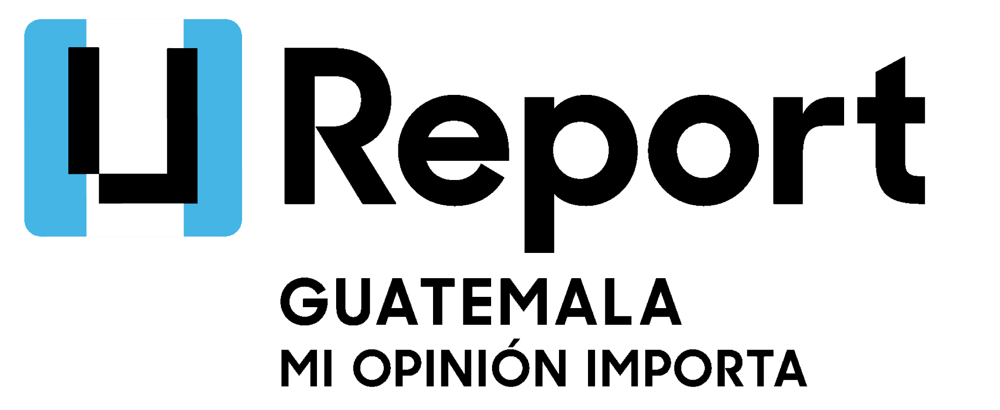 U Report
GUATEMALA
MI OPINIÓN IMPORTA